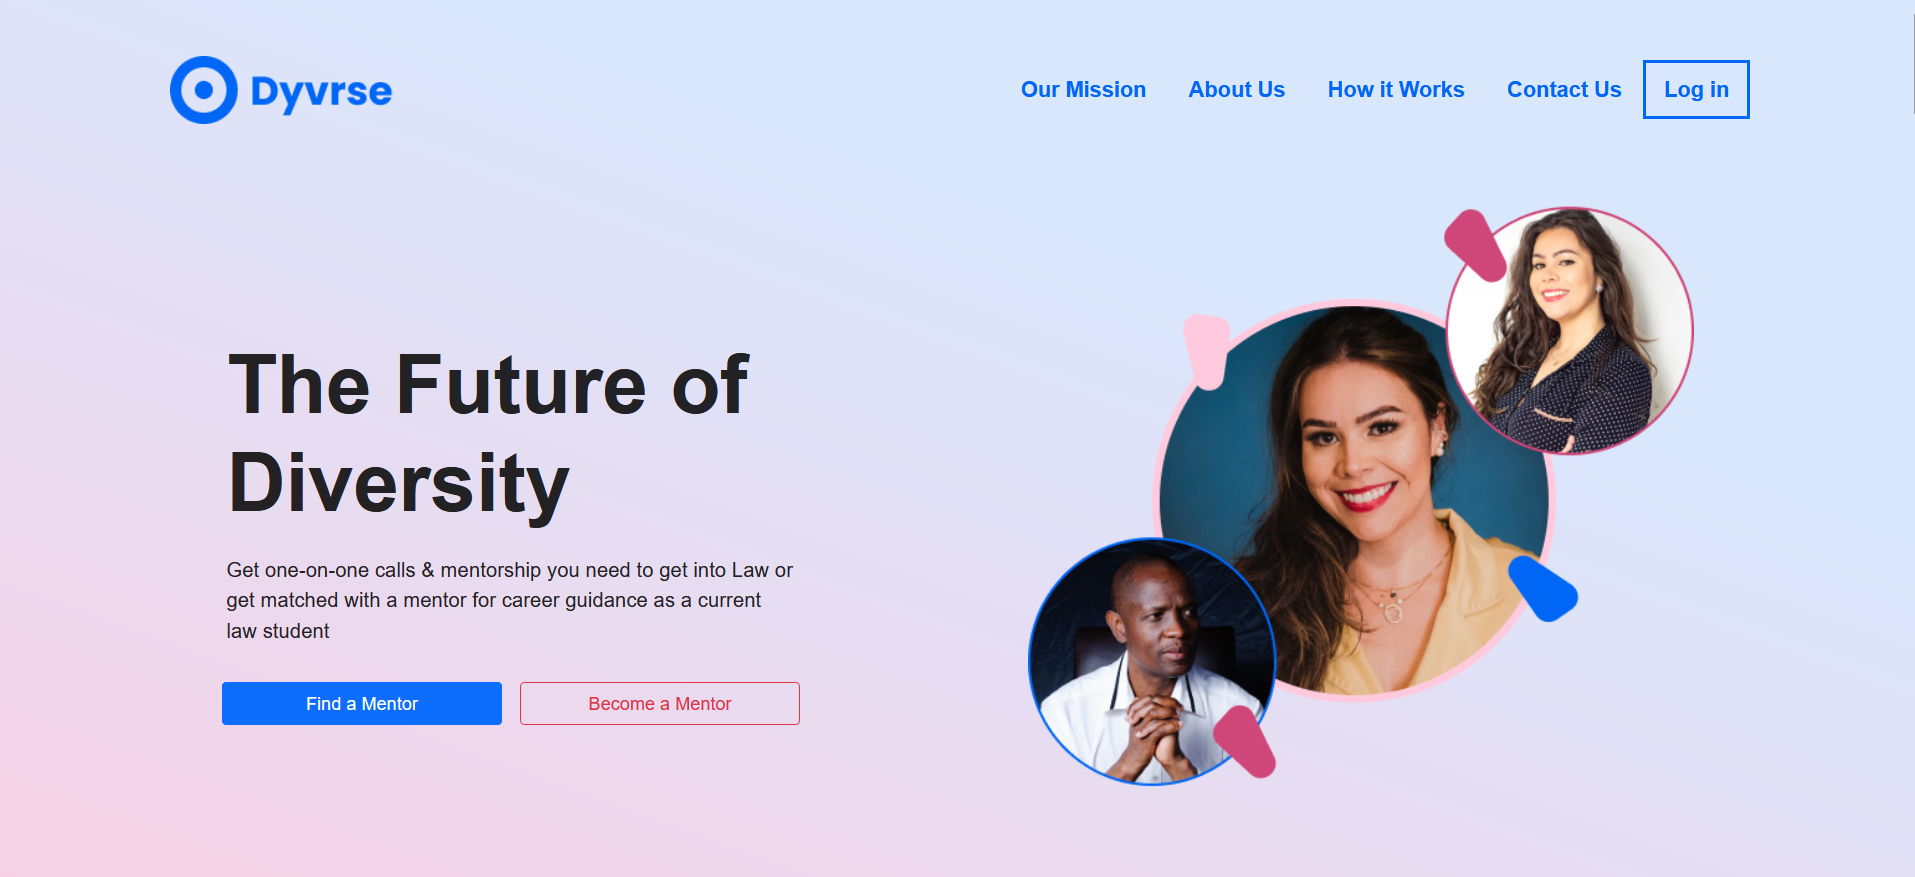 Dyvrse
Our Mission
About Us
How it Works
Contact Us
Log in
The Future of
Diversity
Get one-on-one calls & mentorship you need to get into Law or
get matched with a mentor for career guidance as a current
law student
Find a Mentor
Become a Mentor